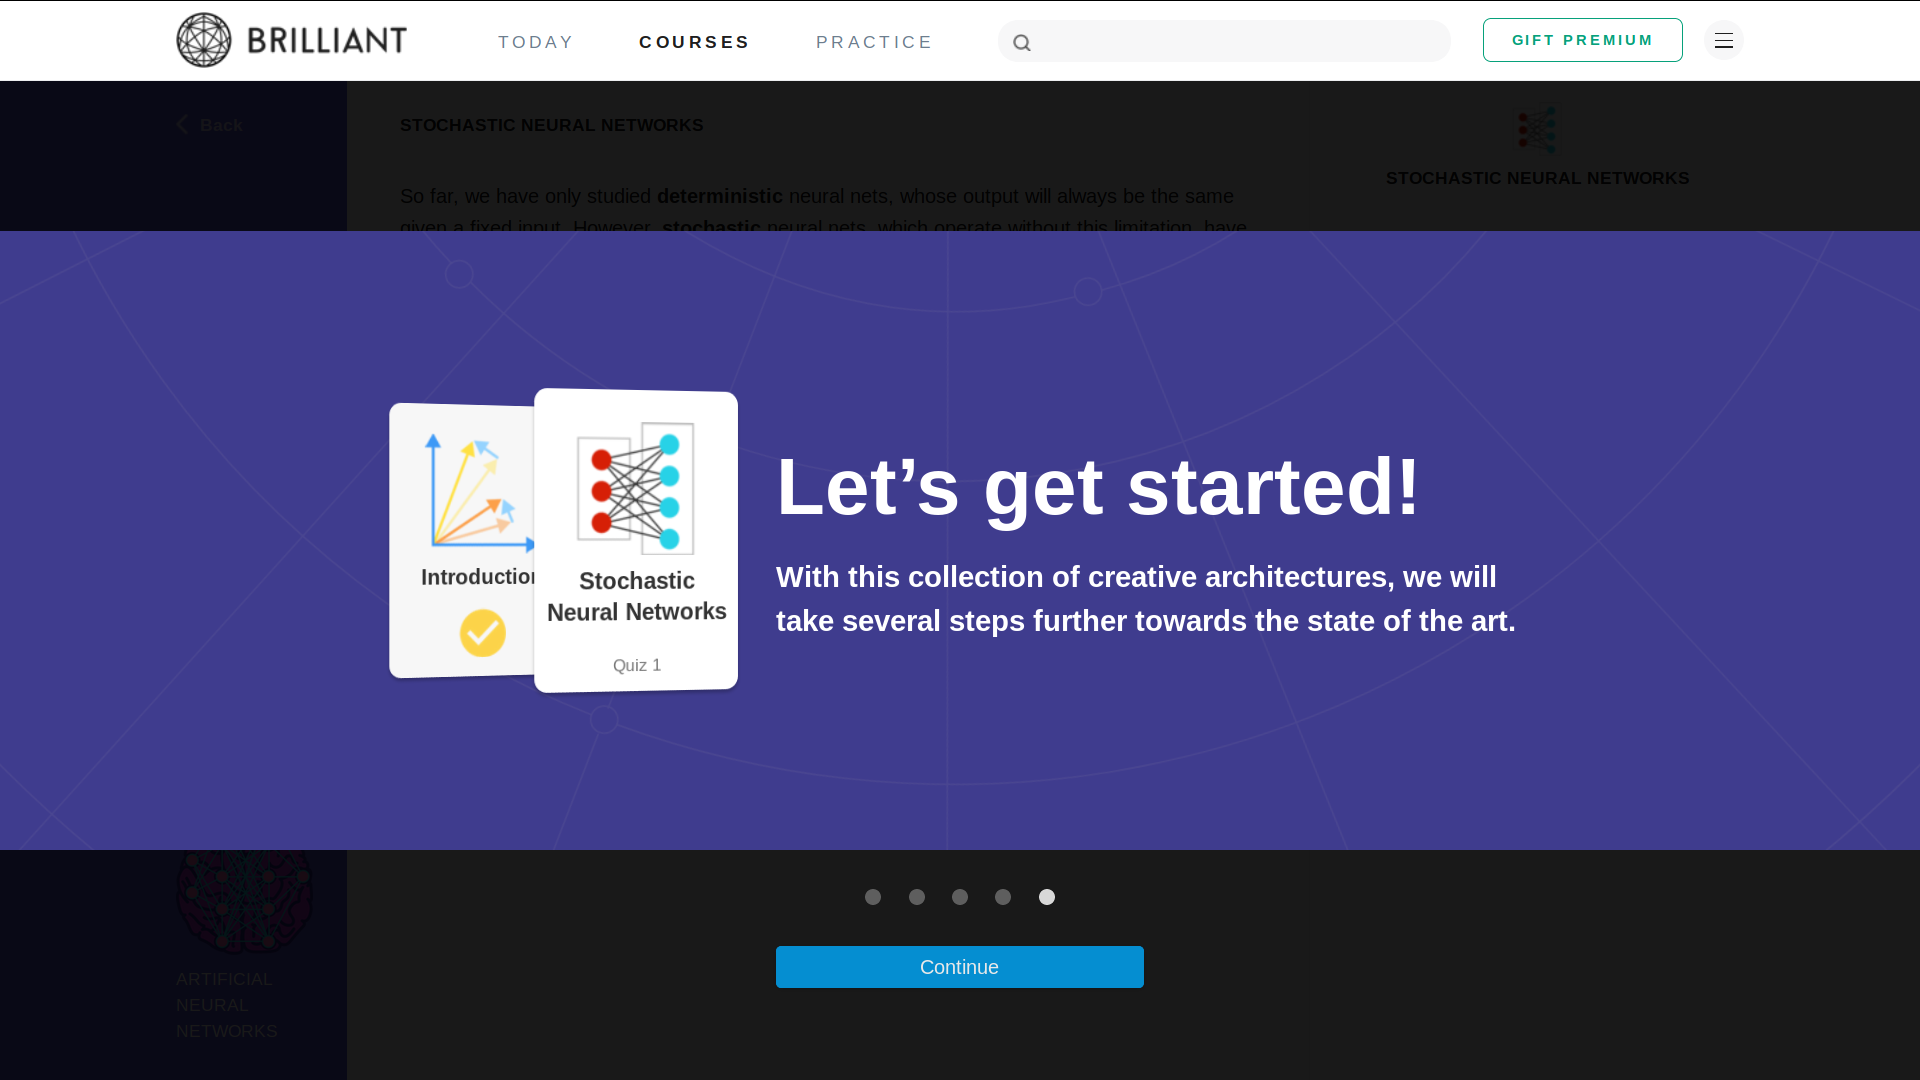 BRILLIANT
TODAY
COURSES
PRACTICE
GIFT PREMIUM
Back
STOCHASTIC NEURAL NETWORKS
STOCHASTIC NEURAL NETWORKS
So far, we have only studied deterministic neural nets, whose output will always be the same
given a fixed input. However, stochastic neural nets, which operate without this limitation, have
Introduction
Stochastic
Neural Networks
Quiz 1
Let’s get started!
With this collection of creative architectures, we will
take several steps further towards the state of the art.
Continue
ARTIFICIAL
NEURAL
NETWORKS